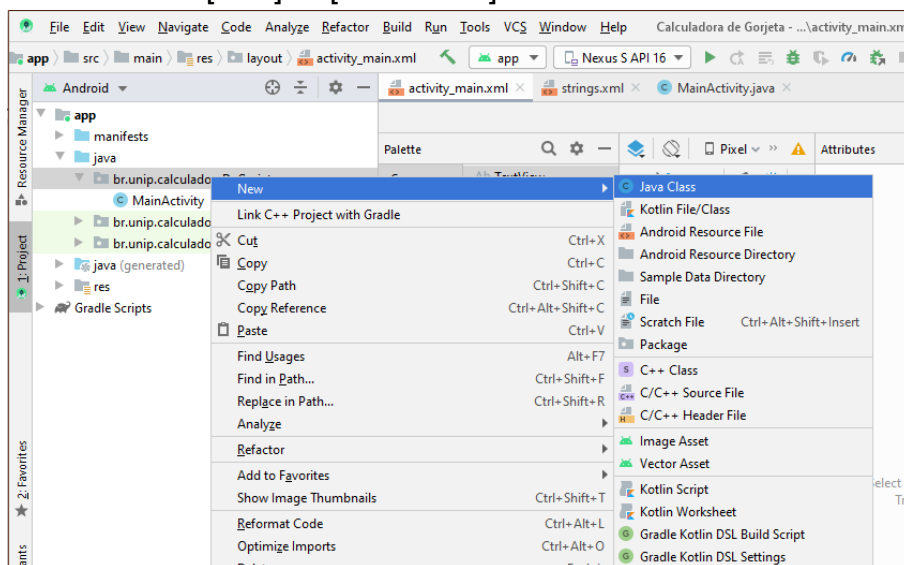 File Edit View Navigate Code Analyze Refactor Build Run Tools VCS Window Help Calculadora de Gorjeta - ...\activity_main.xm
app src main res layout activity_main.xml app Nexus S API 16
Android activity_main.xml strings.xml MainActivity.java
Resource Manager
1: Project
2: Favorites
app
manifests
java
br.unip.calculado
MainActivity
br.unip.calculado
br.unip.calculado
java (generated)
res
Gradle Scripts
Palette Pixel Attributes
TextView
New
Link C++ Project with Gradle
Cut Ctrl+X
Copy Ctrl+C
Copy Path Ctrl+Shift+C
Copy Reference Ctrl+Alt+Shift+C
Paste Ctrl+V
Find Usages Alt+F7
Find in Path... Ctrl+Shift+F
Replace in Path... Ctrl+Shift+R
Analyze
Refactor
Add to Favorites
Show Image Thumbnails Ctrl+Shift+T
Reformat Code Ctrl+Alt+L
Optimize Imports Ctrl+Alt+O
Java Class
Kotlin File/Class
Android Resource File
Android Resource Directory
Sample Data Directory
File
Scratch File Ctrl+Alt+Shift+Insert
Package
C++ Class
C/C++ Source File
C/C++ Header File
Image Asset
Vector Asset
Kotlin Script
Kotlin Worksheet
Gradle Kotlin DSL Build Script
Gradle Kotlin DSL Settings